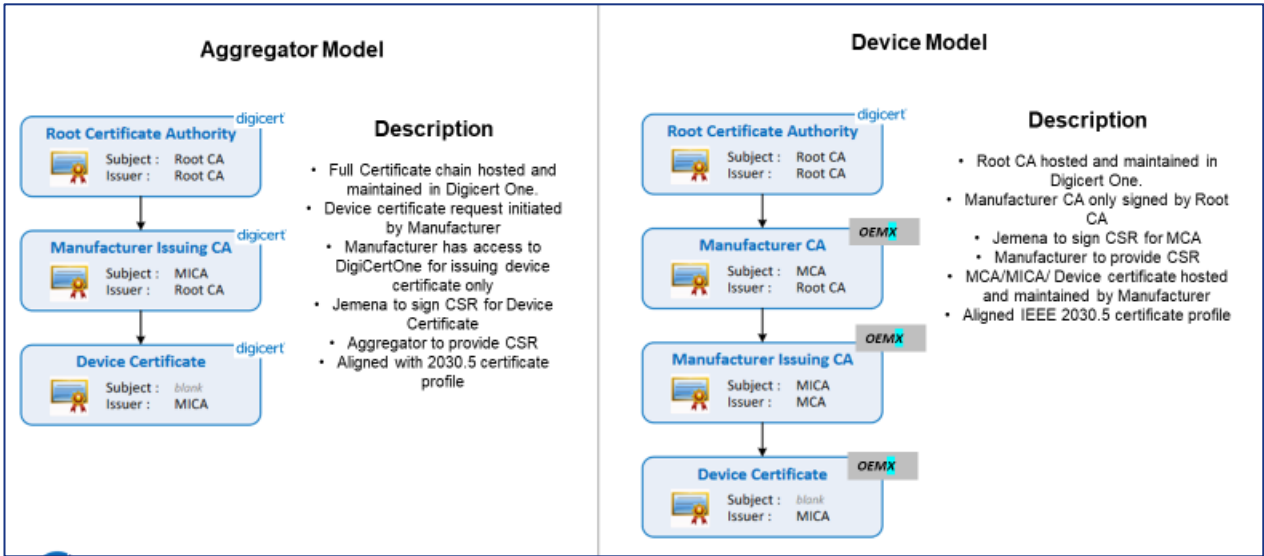 Aggregator Model
digicert
Root Certificate Authority
Subject : Root CA
Issuer : Root CA
digicert
Manufacturer Issuing CA
Subject : MICA
Issuer : Root CA
digicert
Device Certificate
Subject : blank
Issuer : MICA
Description
• Full Certificate chain hosted and
maintained in Digicert One.
• Device certificate request initiated
by Manufacturer
• Manufacturer has access to
DigiCertOne for issuing device
certificate only
• Jemena to sign CSR for Device
Certificate
• Aggregator to provide CSR
• Aligned with 2030.5 certificate
profile
Device Model
digicert
Root Certificate Authority
Subject : Root CA
Issuer : Root CA
OEMX
Manufacturer CA
Subject : MCA
Issuer : Root CA
OEMX
Manufacturer Issuing CA
Subject : MICA
Issuer : MCA
OEMX
Device Certificate
Subject : blank
Issuer : MICA
Description
• Root CA hosted and maintained in
Digicert One.
• Manufacturer CA only signed by Root
CA
• Jemena to sign CSR for MCA
• Manufacturer to provide CSR
• MCA/MICA/ Device certificate hosted
and maintained by Manufacturer
• Aligned IEEE 2030.5 certificate profile